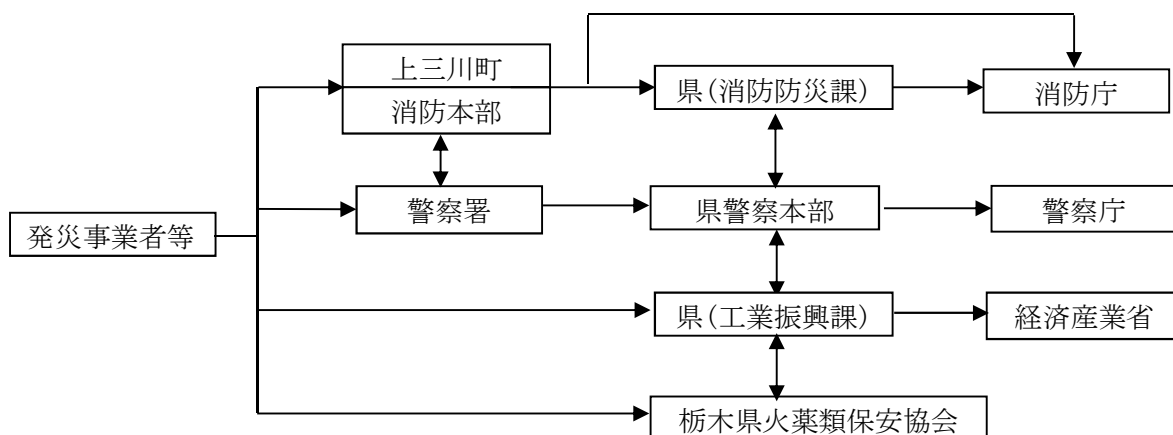 上三川町
消防本部
県(消防防災課)
消防庁
警察署
県警察本部
警察庁
発災事業者等
県(工業振興課)
経済産業省
栃木県火薬類保安協会